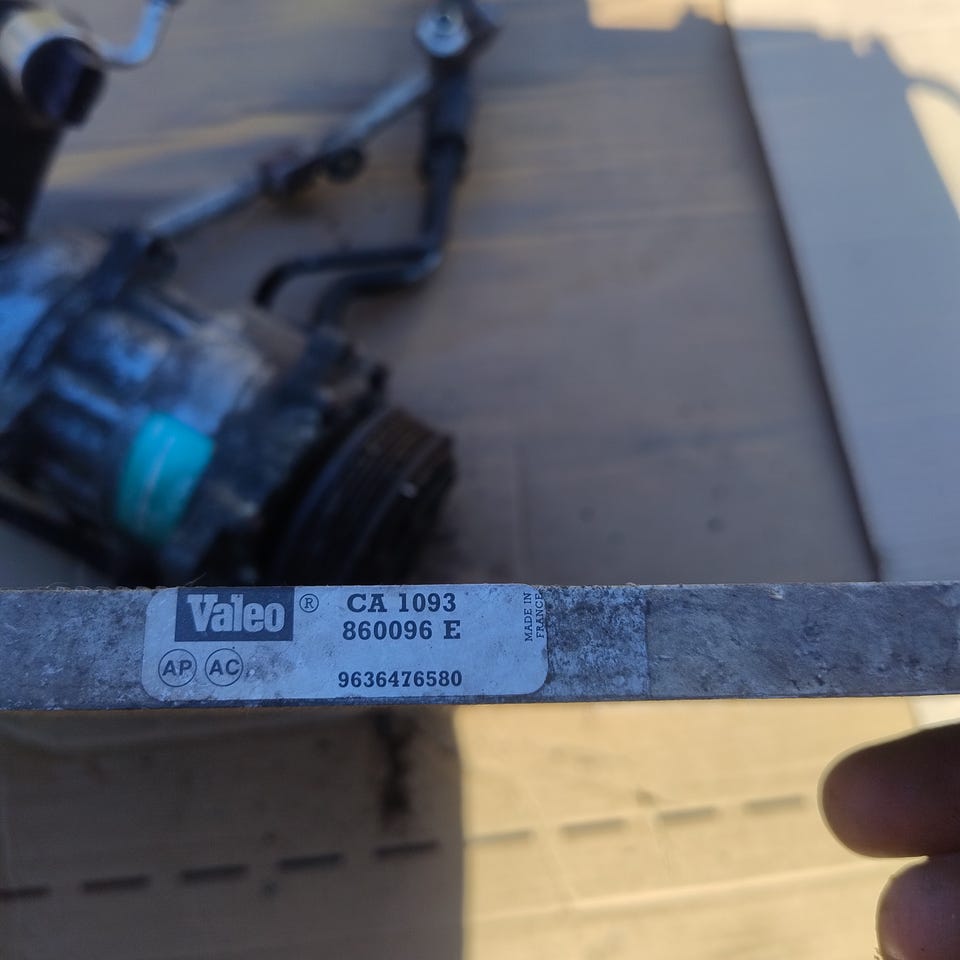 Valeo ® CA 1093
860096 E
AP AC
9636476580
MADE IN
FRANCE